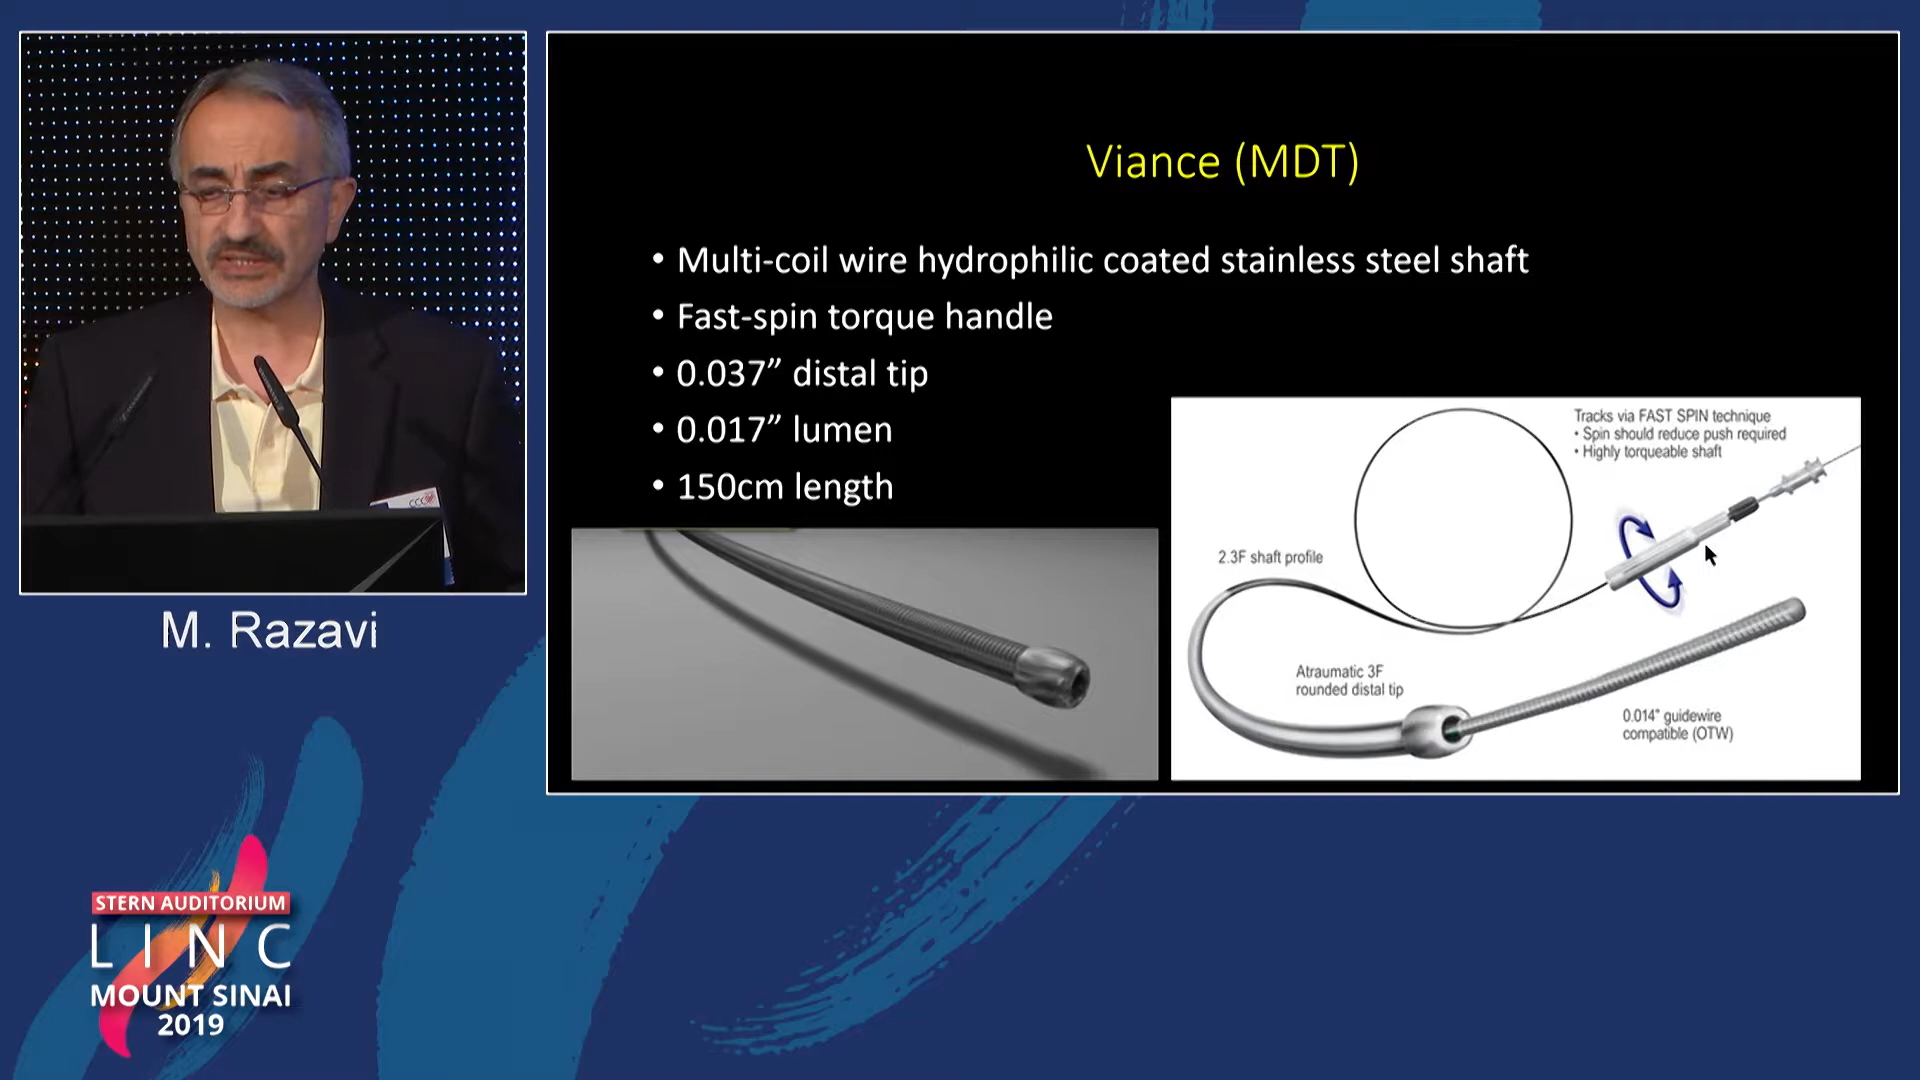 Viance (MDT)
• Multi-coil wire hydrophilic coated stainless steel shaft
• Fast-spin torque handle
• 0.037” distal tip
• 0.017” lumen
• 150cm length
Tracks via FAST SPIN technique
• Spin should reduce push required
• Highly torqueable shaft
2.3F shaft profile
Atraumatic 3F
rounded distal tip
0.014" guidewire
compatible (OTW)
CCC
M. Razavi
STERN AUDITORIUM
LINC
MOUNT SINAI
2019